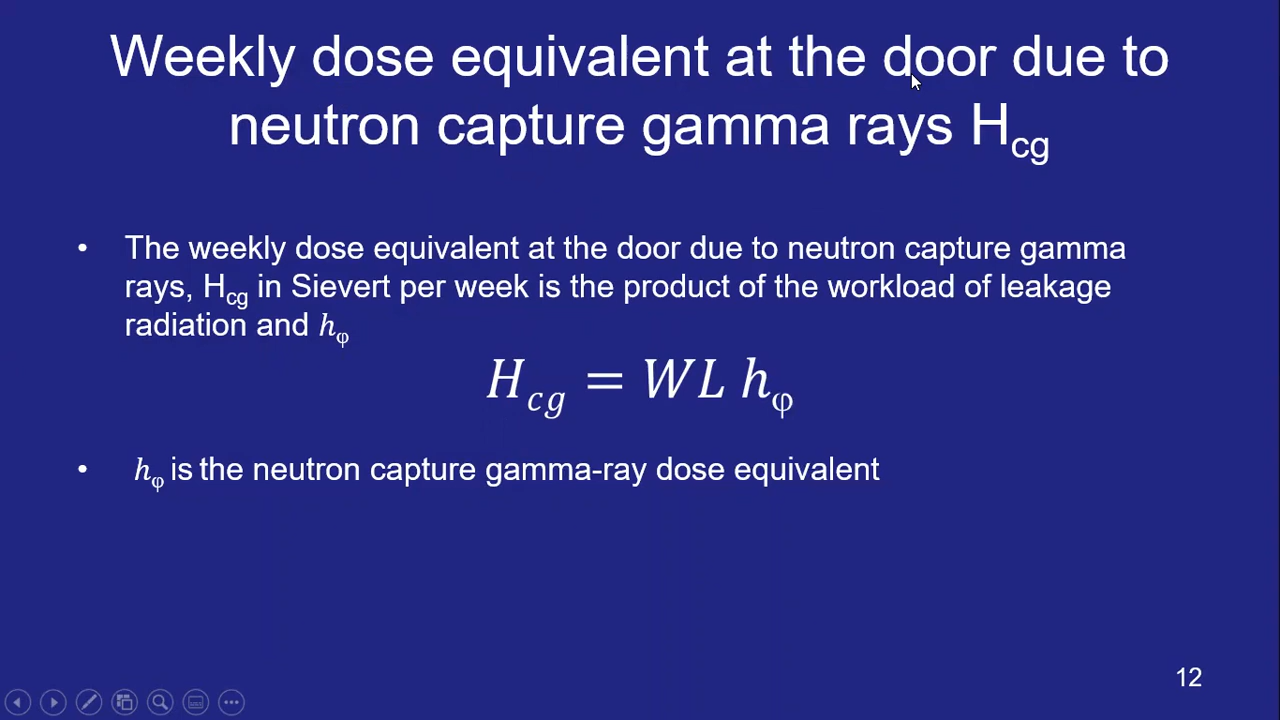 Weekly dose equivalent at the door due to
neutron capture gamma rays Hcg
• The weekly dose equivalent at the door due to neutron capture gamma
rays, Hcg in Sievert per week is the product of the workload of leakage
radiation and hφ
Hcg = WL hφ
• hφ is the neutron capture gamma-ray dose equivalent
12